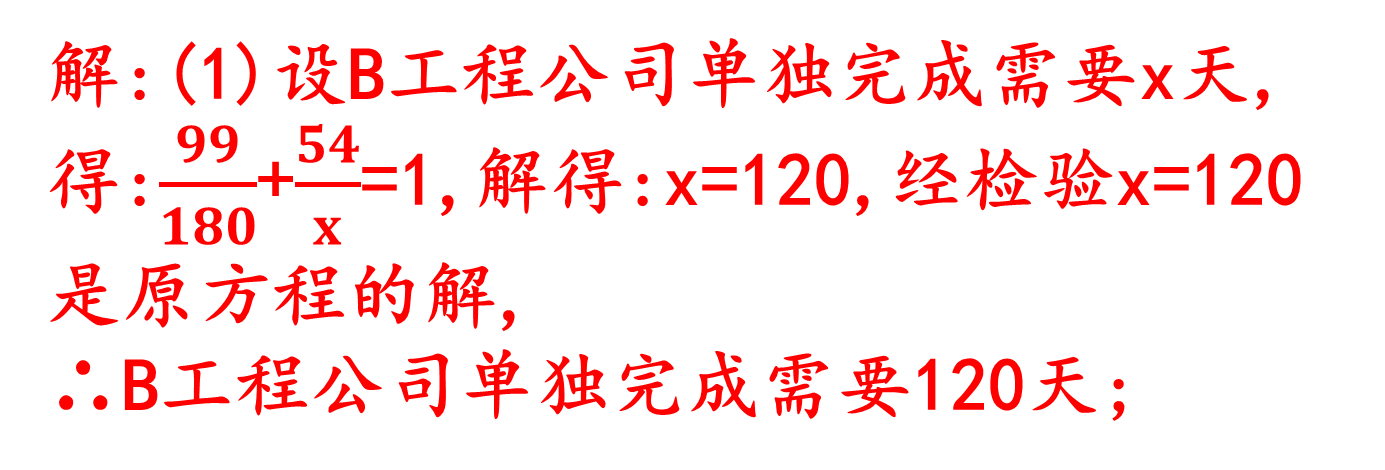 解:(1)设B工程公司单独完成需要x天,
得:99/180+54/x=1,解得:x=120,经检验x=120
是原方程的解,
∴B工程公司单独完成需要120天;